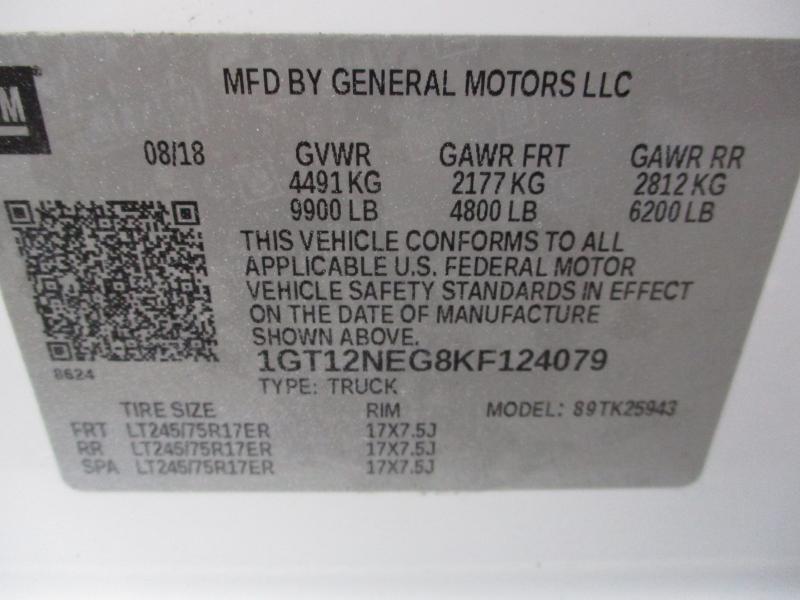 MFD BY GENERAL MOTORS LLC
M
08/18 GVWR GAWR FRT GAWR RR
4491 KG 2177 KG 2812 KG
9900 LB 4800 LB 6200 LB
THIS VEHICLE CONFORMS TO ALL
APPLICABLE U.S. FEDERAL MOTOR
VEHICLE SAFETY STANDARDS IN EFFECT
ON THE DATE OF MANUFACTURE
SHOWN ABOVE.
1GT12NEG8KF124079
8624
TYPE: TRUCK
TIRE SIZE RIM MODEL: S9TK25943
FRT LT245/75R17ER 17X7.5J
RR LT245/75R17ER 17X7.5J
SPA LT245/75R17ER 17X7.5J